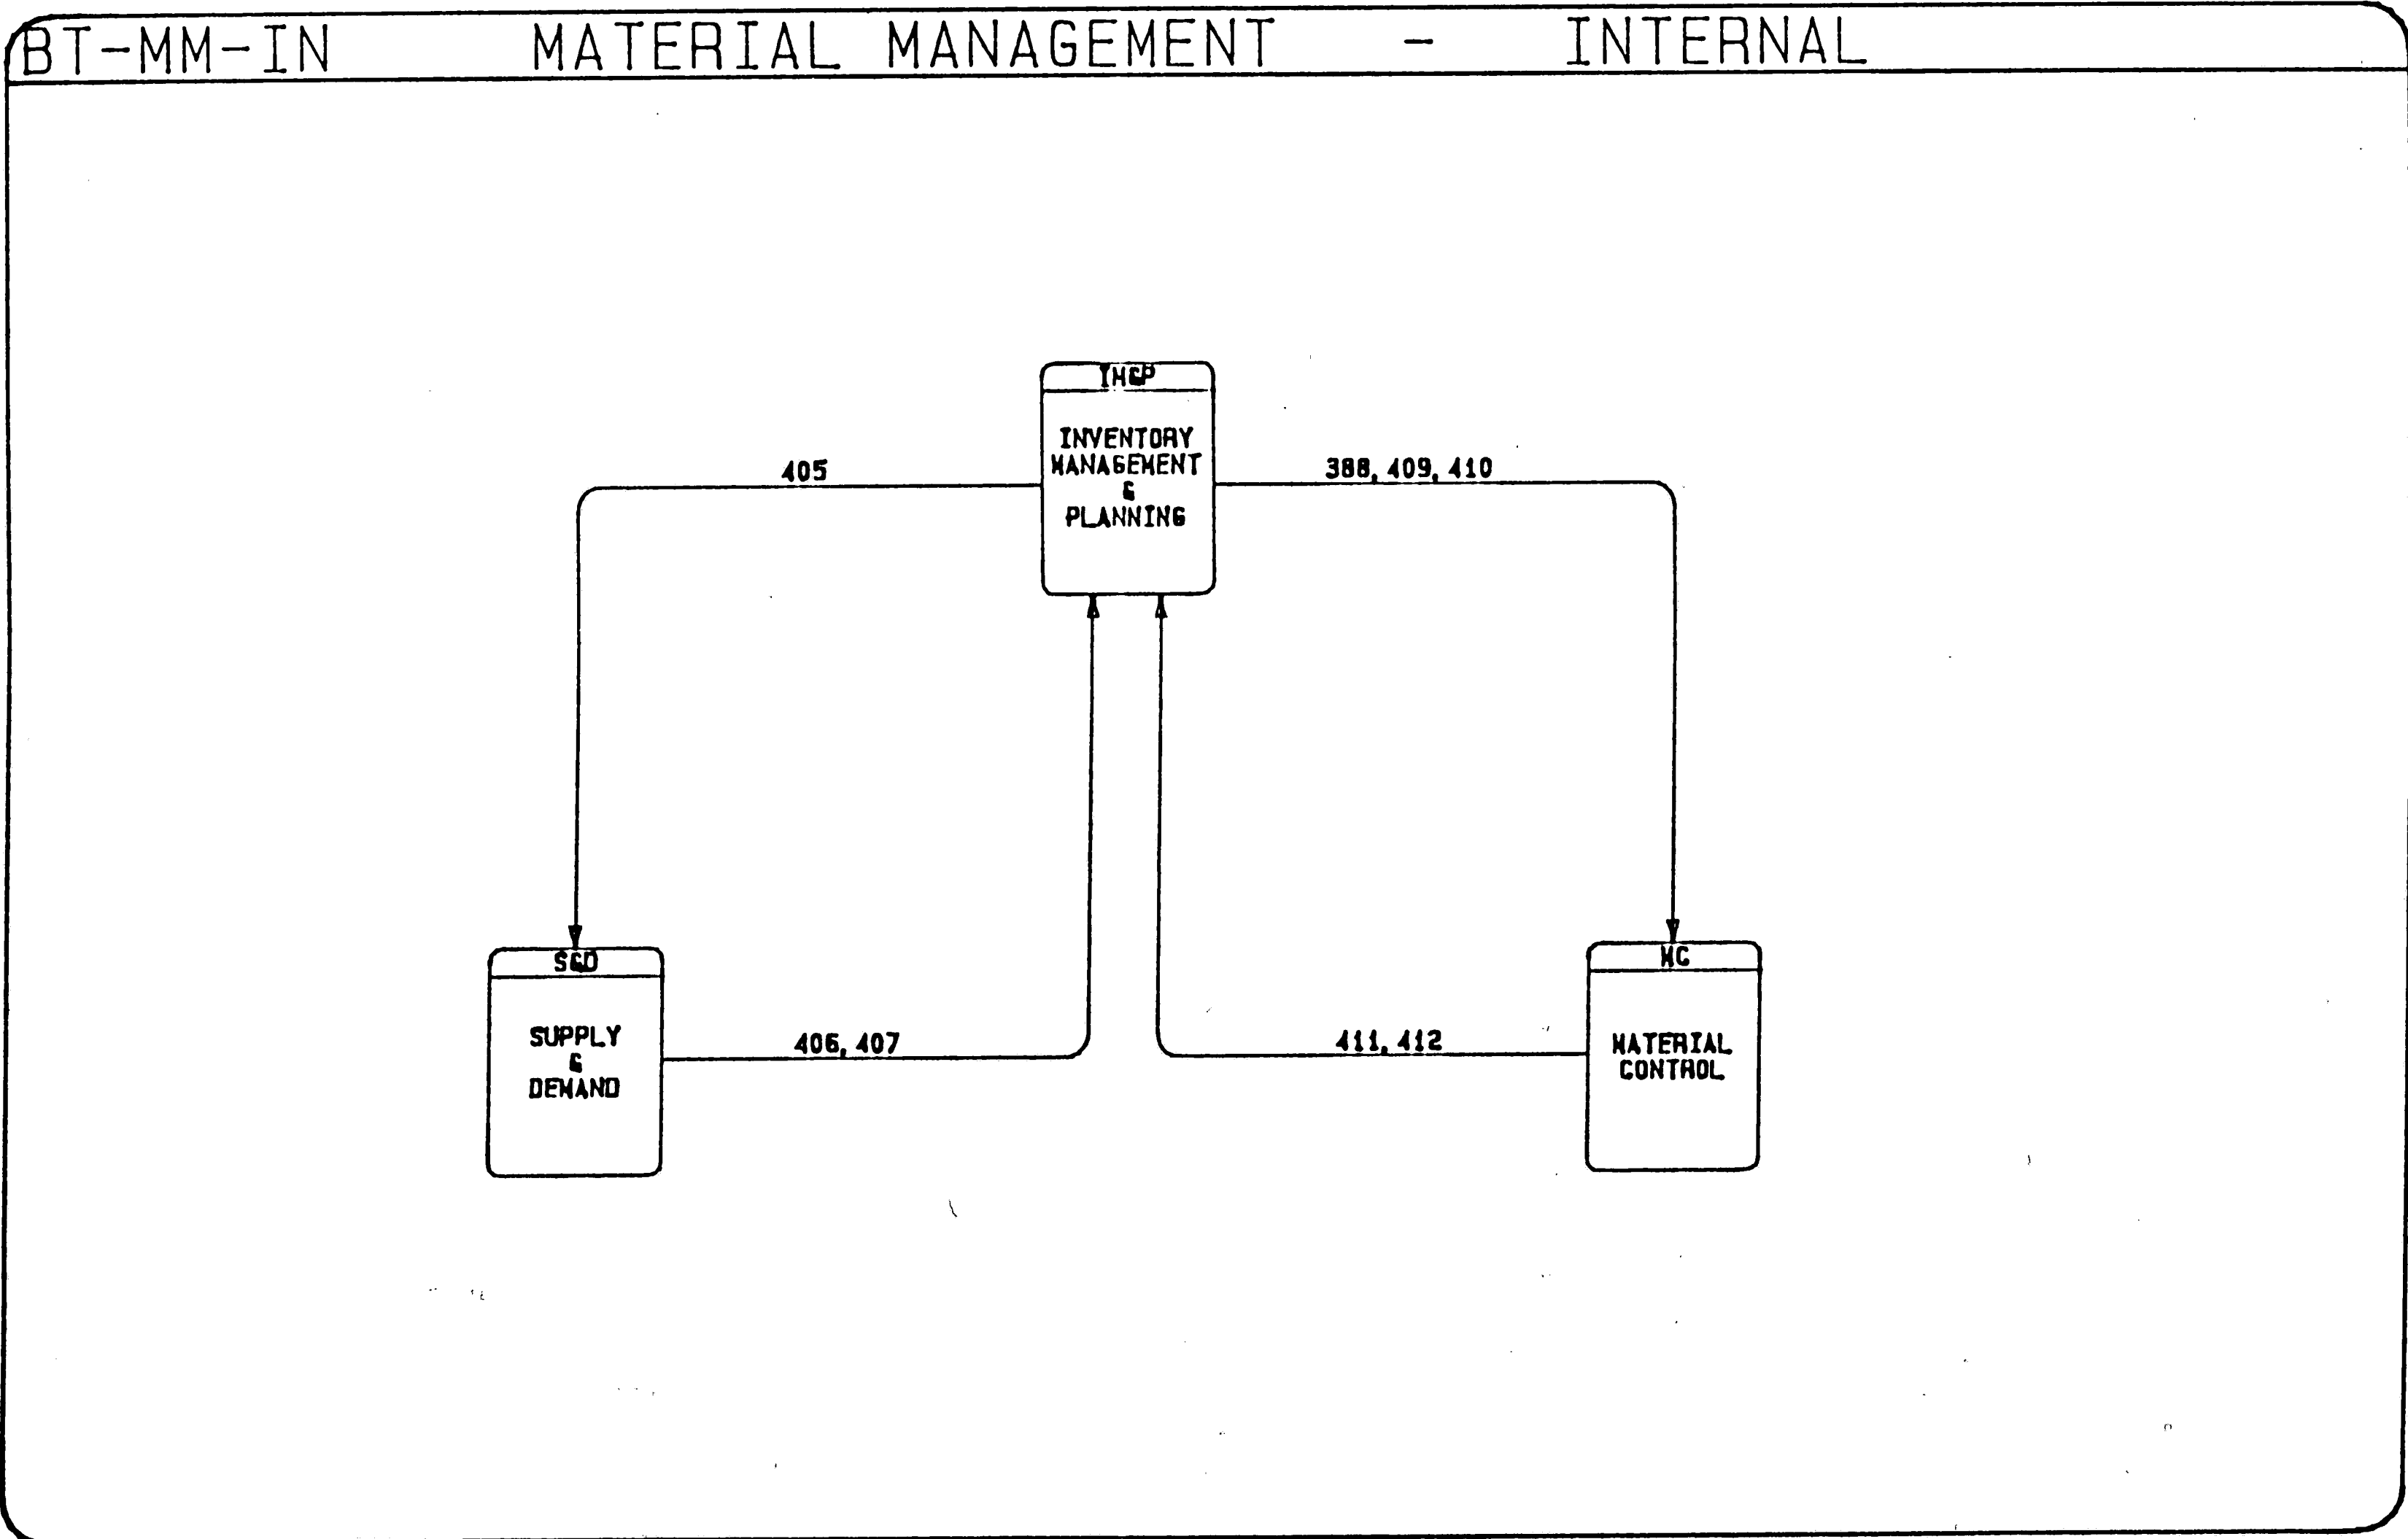 BT-MM-IN MATERIAL MANAGEMENT - INTERNAL
IM&P
INVENTORY
MANAGEMENT
&
PLANNING
405
388, 409, 410
S&D
SUPPLY
&
DEMAND
406, 407
411, 412
MC
MATERIAL
CONTROL